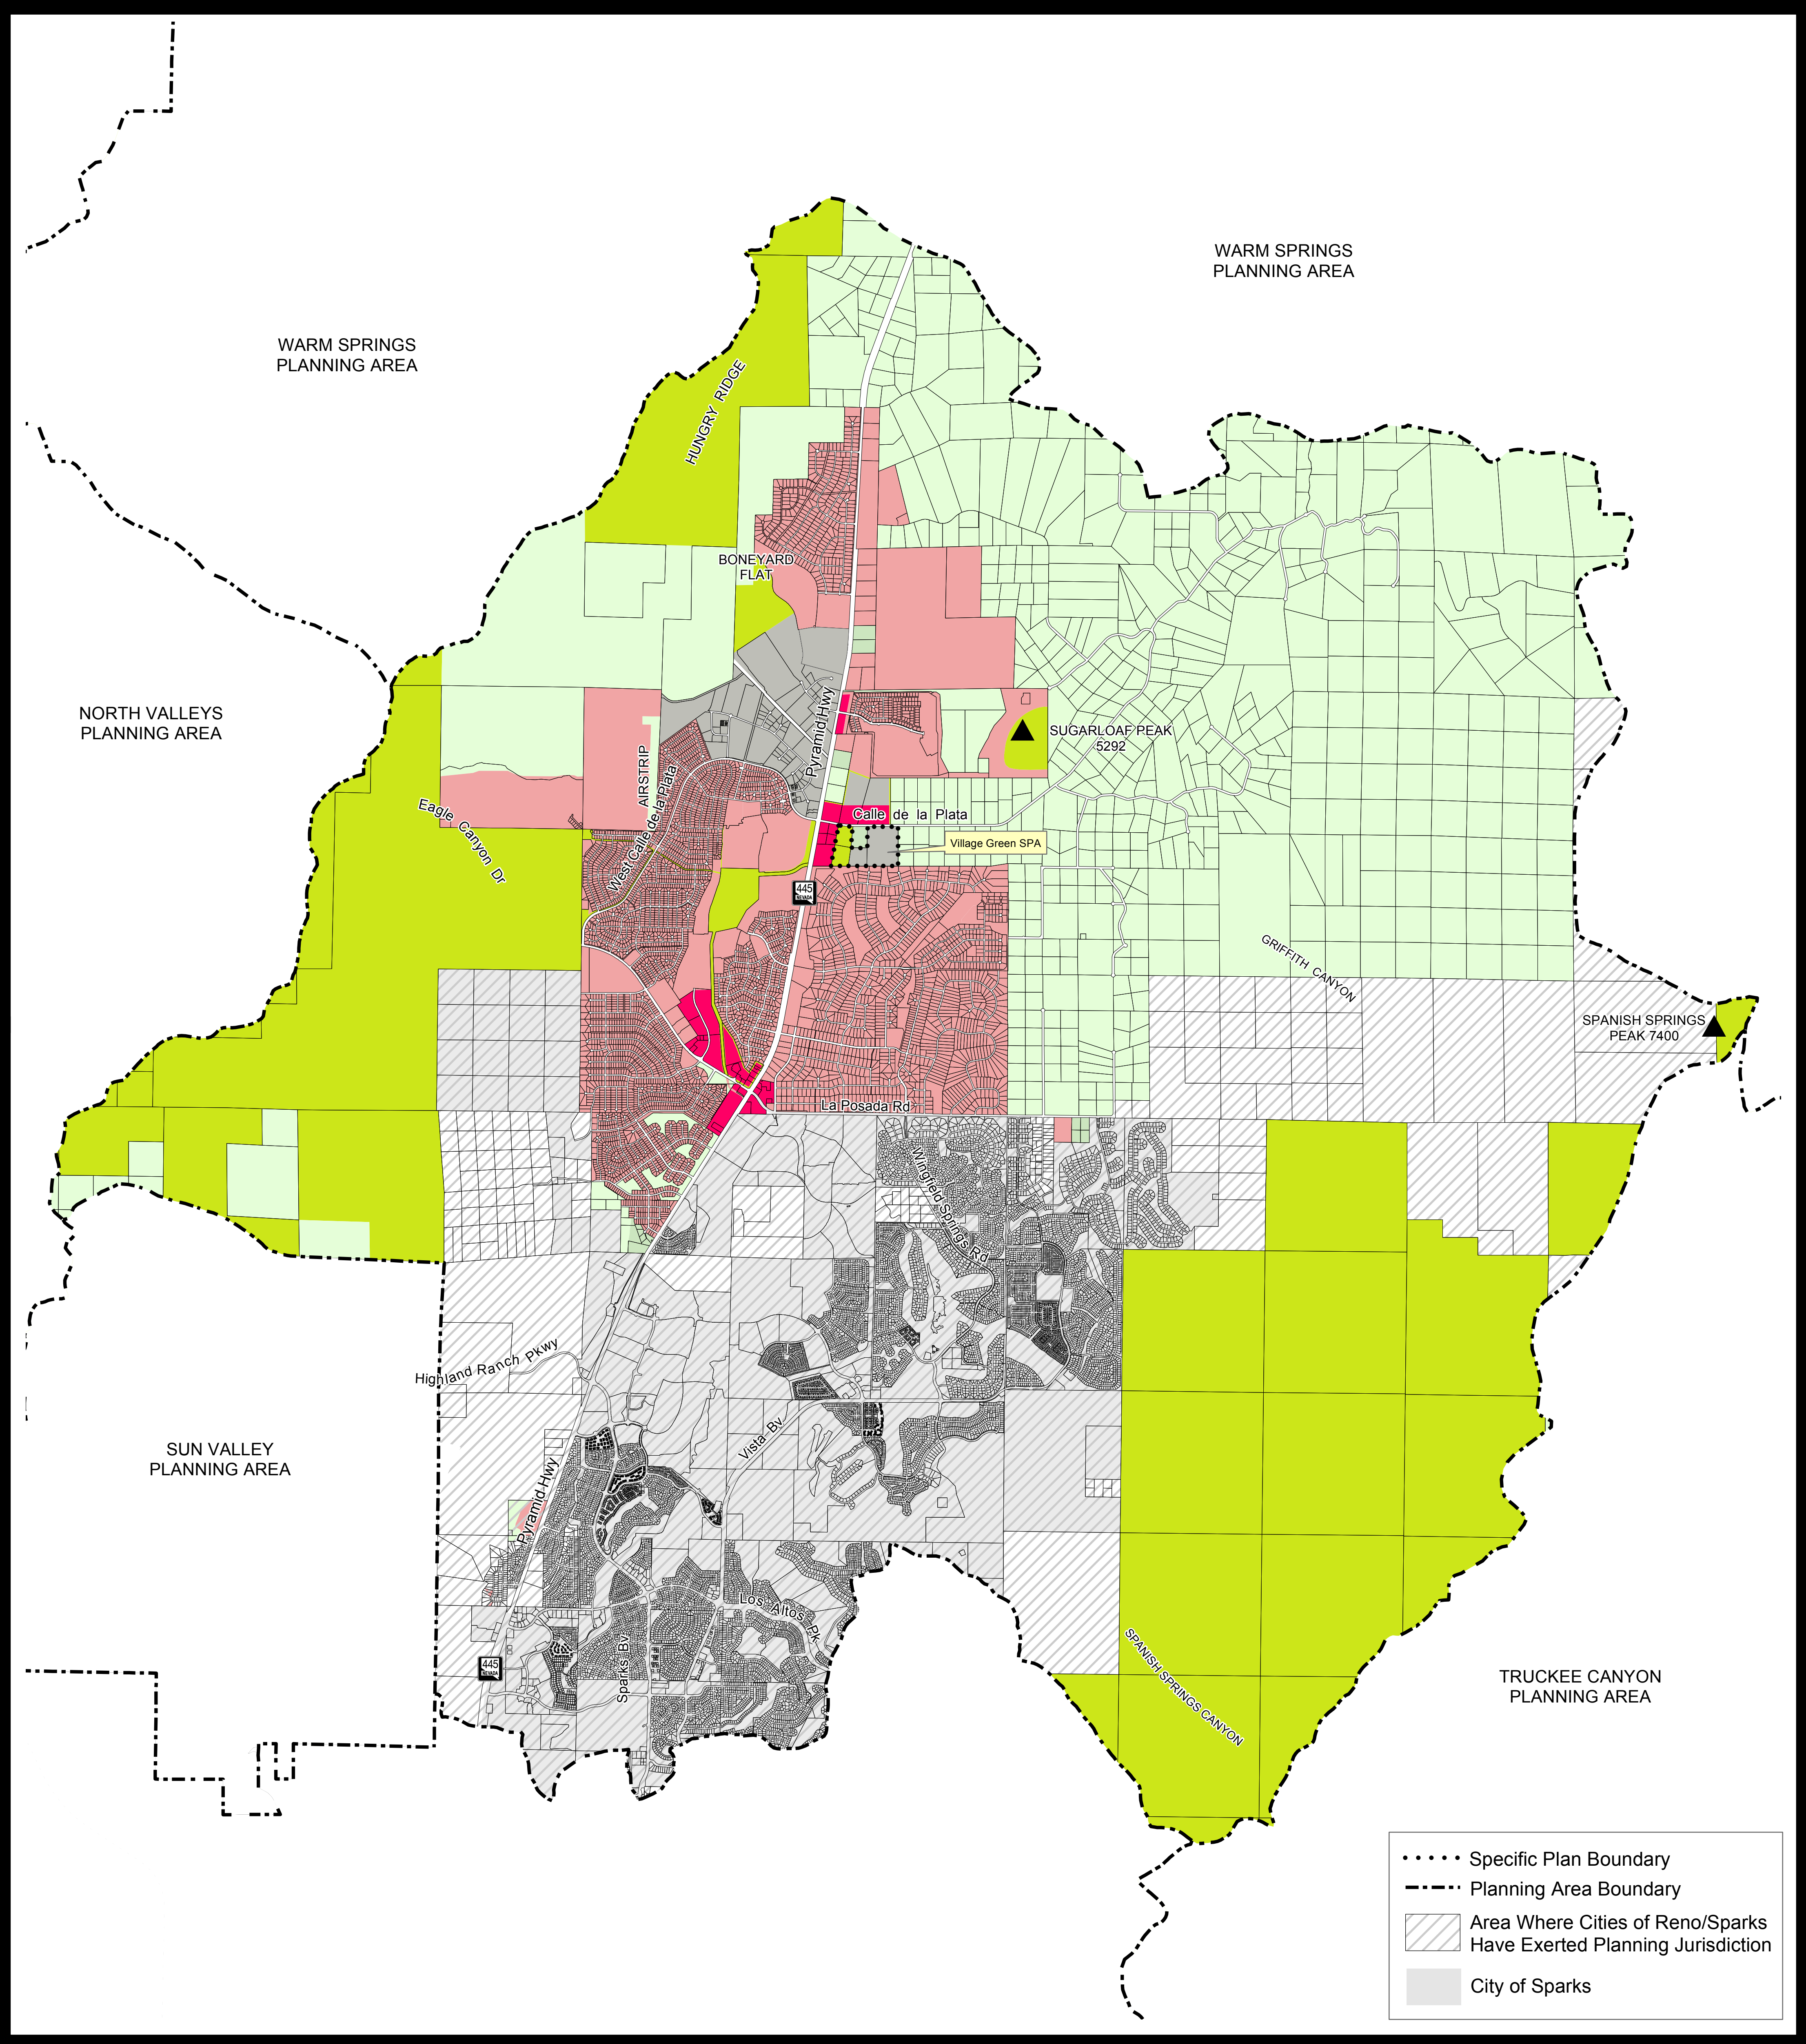 WARM SPRINGS
PLANNING AREA
WARM SPRINGS
PLANNING AREA
HUNGRY RIDGE
BONEYARD
FLAT
NORTH VALLEYS
PLANNING AREA
Pyramid Hwy
SUGARLOAF PEAK
5292
AIRSTRIP
West Calle de la Plata
Eagle Canyon Dr
Calle de la Plata
Village Green SPA
445
NEVADA
GRIFFITH CANYON
SPANISH SPRINGS
PEAK 7400
La Posada Rd
Wingfield Springs Rd
Highland Ranch Pkwy
Vista Bv
SUN VALLEY
PLANNING AREA
Pyramid Hwy
Los Altos Pk
Sparks Bv
445
NEVADA
SPANISH SPRINGS CANYON
TRUCKEE CANYON
PLANNING AREA
Specific Plan Boundary
Planning Area Boundary
Area Where Cities of Reno/Sparks
Have Exerted Planning Jurisdiction
City of Sparks